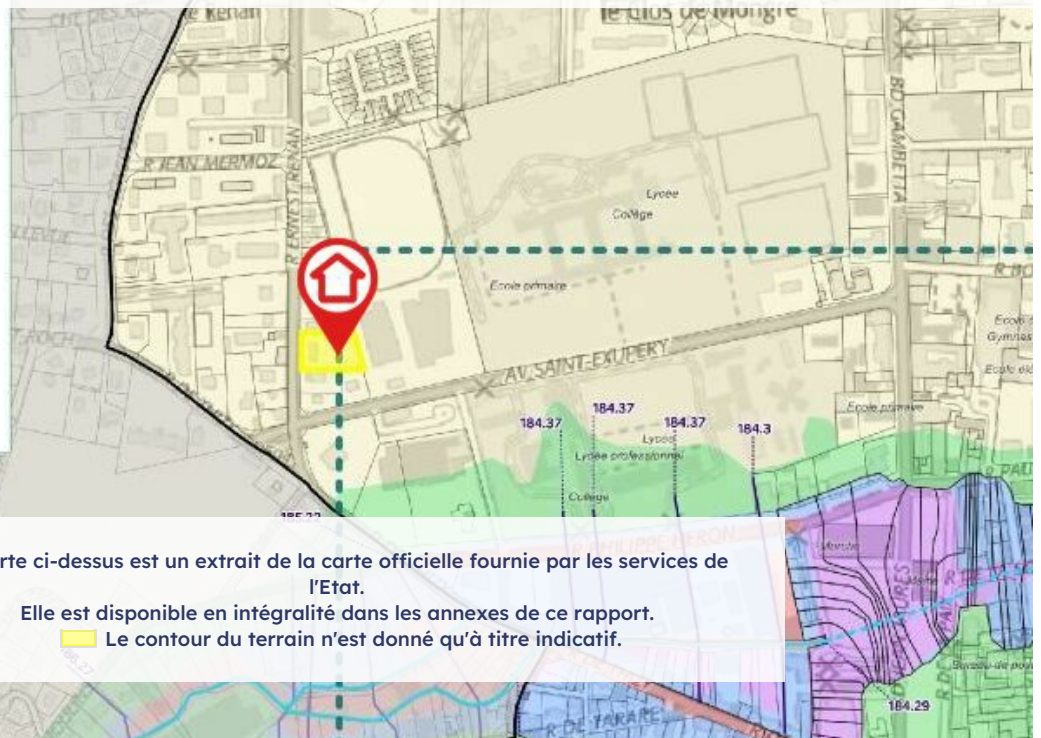 le Clos de Mongré
R JEAN MERMOZ
R ERNEST RENAN
BD GAMBETTA
Lycée
Collège
Ecole primaire
AV. SAINT-EXUPERY
Ecole primaire
184.37
184.37
184.37
184.3
Lycée
Lycée professionnel
Collège
R PHILIPPE HERON
rte ci-dessus est un extrait de la carte officielle fournie par les services de
l'Etat.
Elle est disponible en intégralité dans les annexes de ce rapport.
Le contour du terrain n'est donné qu'à titre indicatif.
Mairie
R DE TARARE
184.29